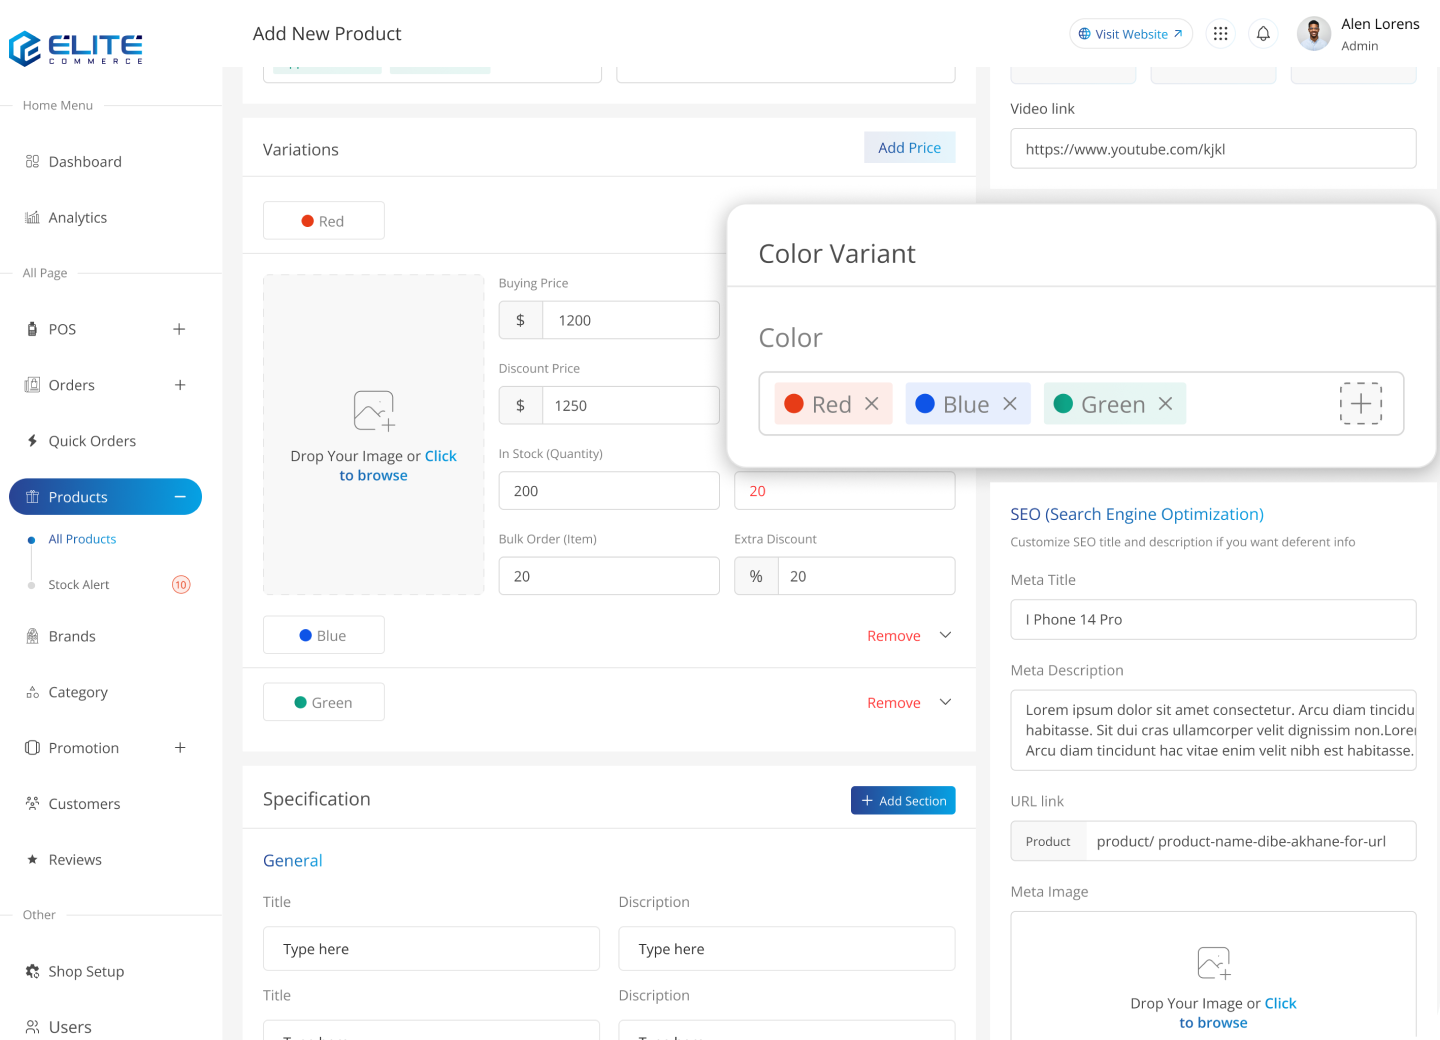 ELITE
COMMERCE
Add New Product
Visit Website
Alen Lorens
Admin
Home Menu
Dashboard
Analytics
All Page
POS
Orders
Quick Orders
Products
All Products
Stock Alert
10
Brands
Category
Promotion
Customers
Reviews
Other
Shop Setup
Users
Variations
Add Price
Red
Drop Your Image or Click
to browse
Buying Price
$
1200
Discount Price
$
1250
In Stock (Quantity)
200
20
Bulk Order (Item)
20
Extra Discount
%
20
Blue
Remove
Green
Remove
Specification
Add Section
General
Title
Discription
Type here
Type here
Title
Discription
Type here
Type here
Video link
https://www.youtube.com/kjkl
Color Variant
Color
Red
Blue
Green
SEO (Search Engine Optimization)
Customize SEO title and description if you want deferent info
Meta Title
I Phone 14 Pro
Meta Description
Lorem ipsum dolor sit amet consectetur. Arcu diam tincidu
habitasse. Sit dui cras ullamcorper velit dignissim non.Lorei
Arcu diam tincidunt hac vitae enim velit nibh est habitasse.
URL link
Product
product/ product-name-dibe-akhane-for-url
Meta Image
Drop Your Image or Click
to browse